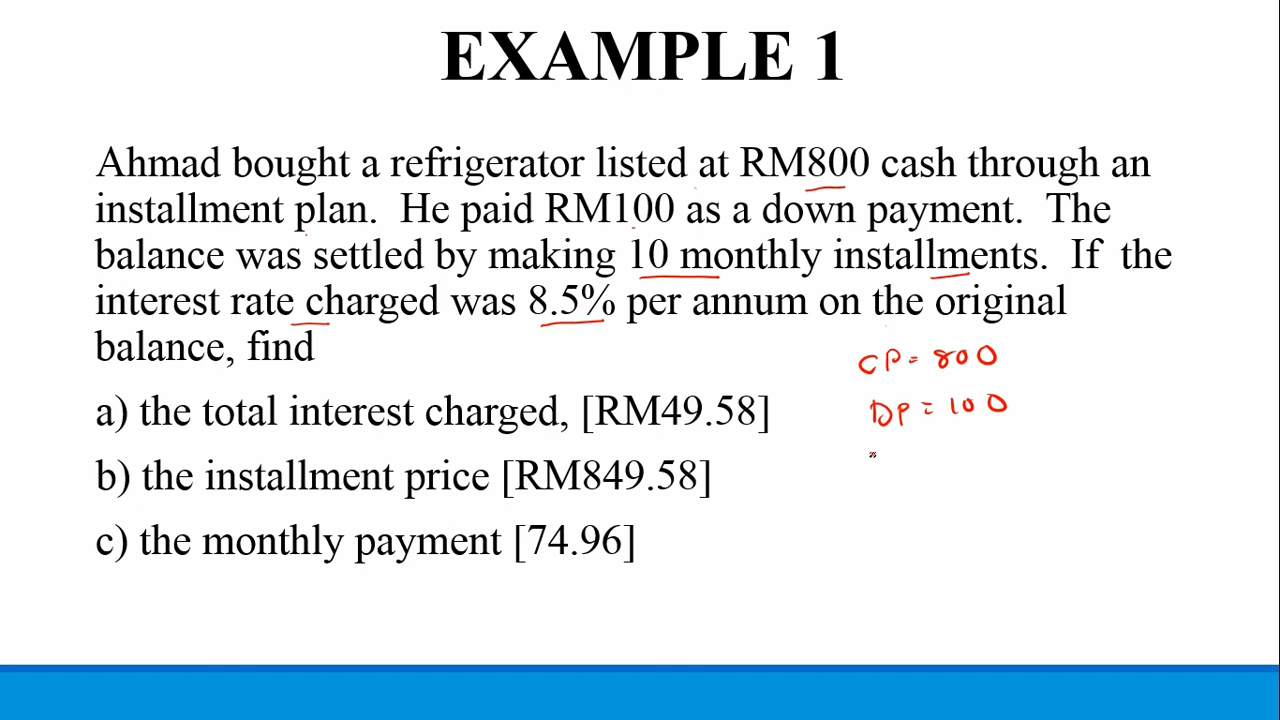 EXAMPLE 1
Ahmad bought a refrigerator listed at RM800 cash through an
installment plan. He paid RM100 as a down payment. The
balance was settled by making 10 monthly installments. If the
interest rate charged was 8.5% per annum on the original
balance, find
CP = 800
a) the total interest charged, [RM49.58]
DP = 100
b) the installment price [RM849.58]
c) the monthly payment [74.96]